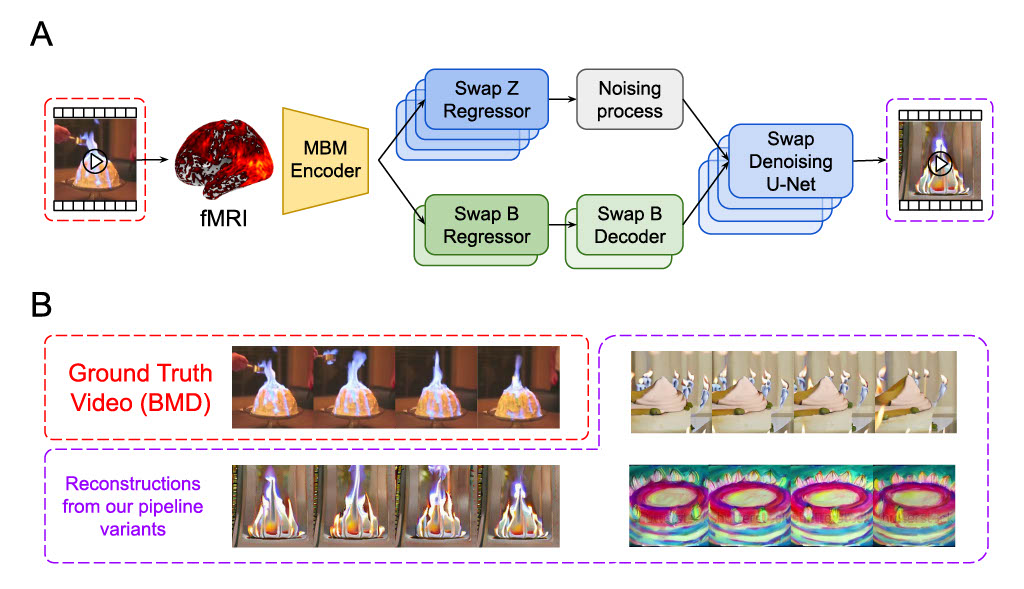 A
fMRI
MBM
Encoder
Swap Z
Regressor
Noising
process
Swap B
Regressor
Swap B
Decoder
Swap
Denoising
U-Net
B
Ground Truth
Video (BMD)
Reconstructions
from our pipeline
variants